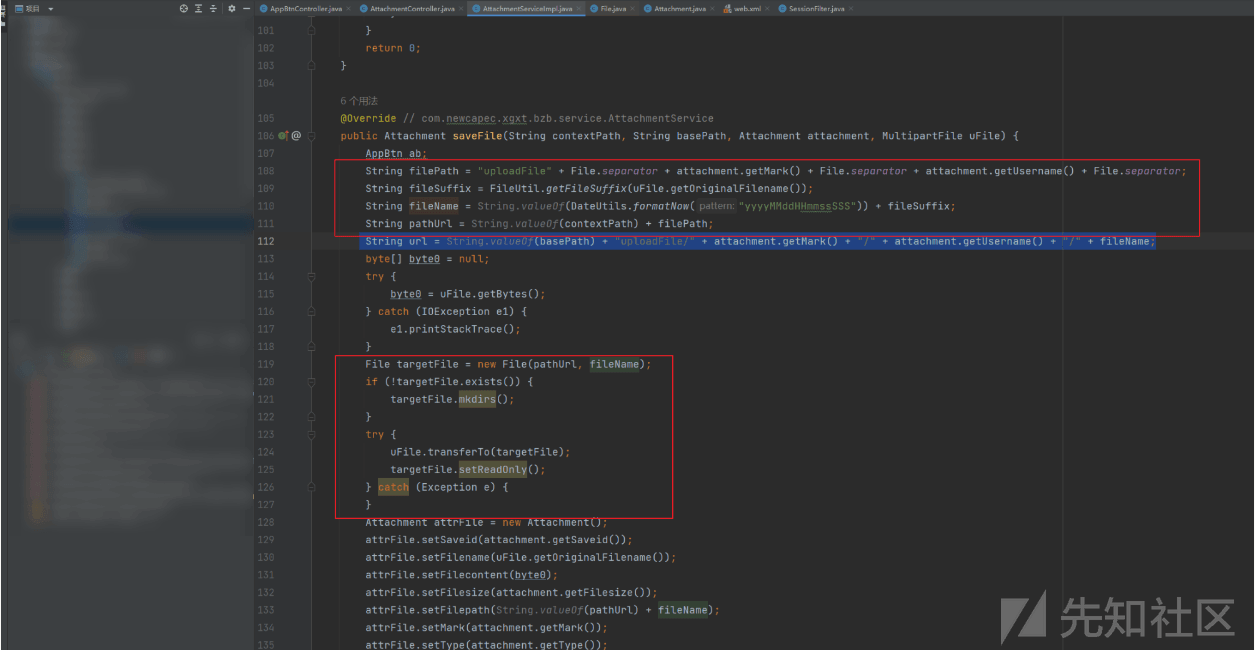 项目
AppBtnController.java
AttachmentController.java
AttachmentServiceImpl.java
File.java
Attachment.java
web.xml
SessionFilter.java
101 }
102 return 0;
103 }
104
6 个用法
105 @Override // com.newcapec.xgxt.bzb.service.AttachmentService
106 public Attachment saveFile(String contextPath, String basePath, Attachment attachment, MultipartFile uFile) {
107 AppBtn ab;
108 String filePath = "uploadFile" + File.separator + attachment.getMark() + File.separator + attachment.getUsername() + File.separator;
109 String fileSuffix = FileUtil.getFileSuffix(uFile.getOriginalFilename());
110 String fileName = String.valueOf(DateUtils.formatNow( pattern: "yyyyMMddHHmmssSSS")) + fileSuffix;
111 String pathUrl = String.valueOf(contextPath) + filePath;
112 String url = String.valueOf(basePath) + "uploadFile/" + attachment.getMark() + "/" + attachment.getUsername() + "/" + fileName;
113 byte[] byte0 = null;
114 try {
115 byte0 = uFile.getBytes();
116 } catch (IOException e1) {
117 e1.printStackTrace();
118 }
119 File targetFile = new File(pathUrl, fileName);
120 if (!targetFile.exists()) {
121 targetFile.mkdirs();
122 }
123 try {
124 uFile.transferTo(targetFile);
125 targetFile.setReadOnly();
126 } catch (Exception e) {
127 }
128 Attachment attrFile = new Attachment();
129 attrFile.setSaveid(attachment.getSaveid());
130 attrFile.setFilename(uFile.getOriginalFilename());
131 attrFile.setFilecontent(byte0);
132 attrFile.setFilesize(attachment.getFilesize());
133 attrFile.setFilepath(String.valueOf(pathUrl) + fileName);
134 attrFile.setMark(attachment.getMark());
135 attrFile.setType(attachment.getType());
先知社区